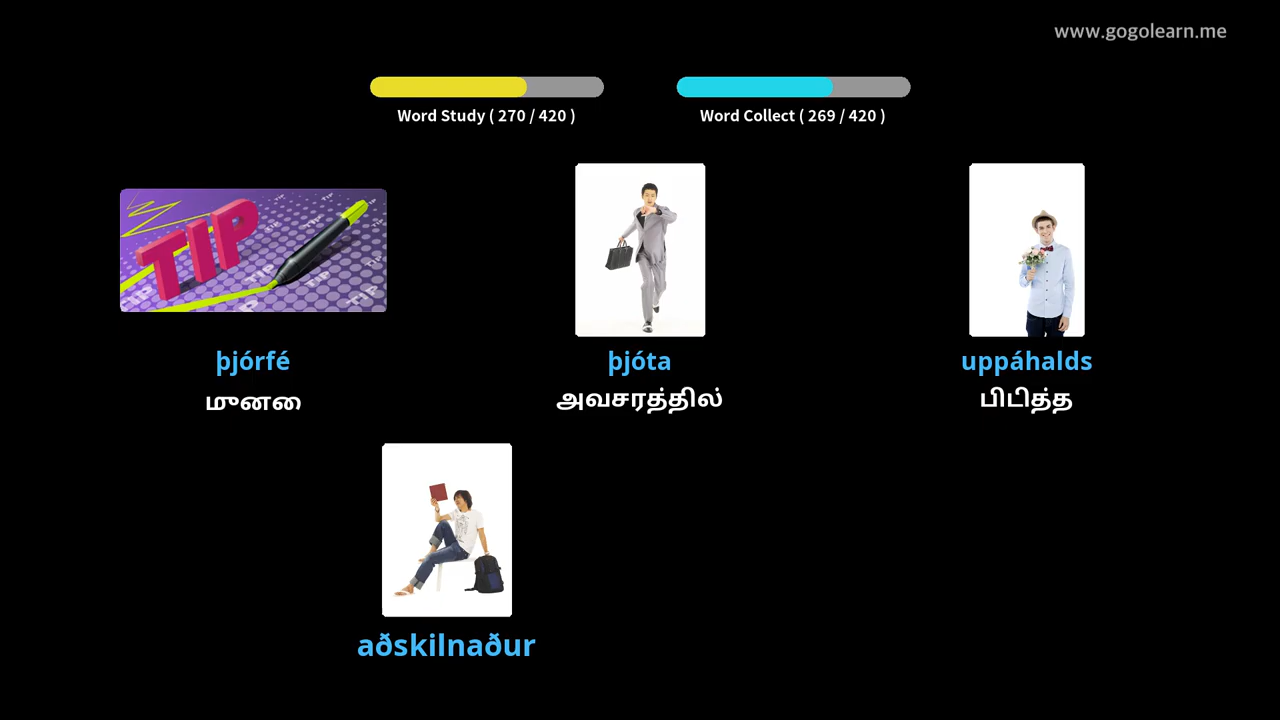 www.gogolearn.me
Word Study ( 270 / 420 )
Word Collect ( 269 / 420 )
TIP
þjórfé
þjóta
uppáhalds
முனை
அவசரத்தில்
பிடித்த
aðskilnaður